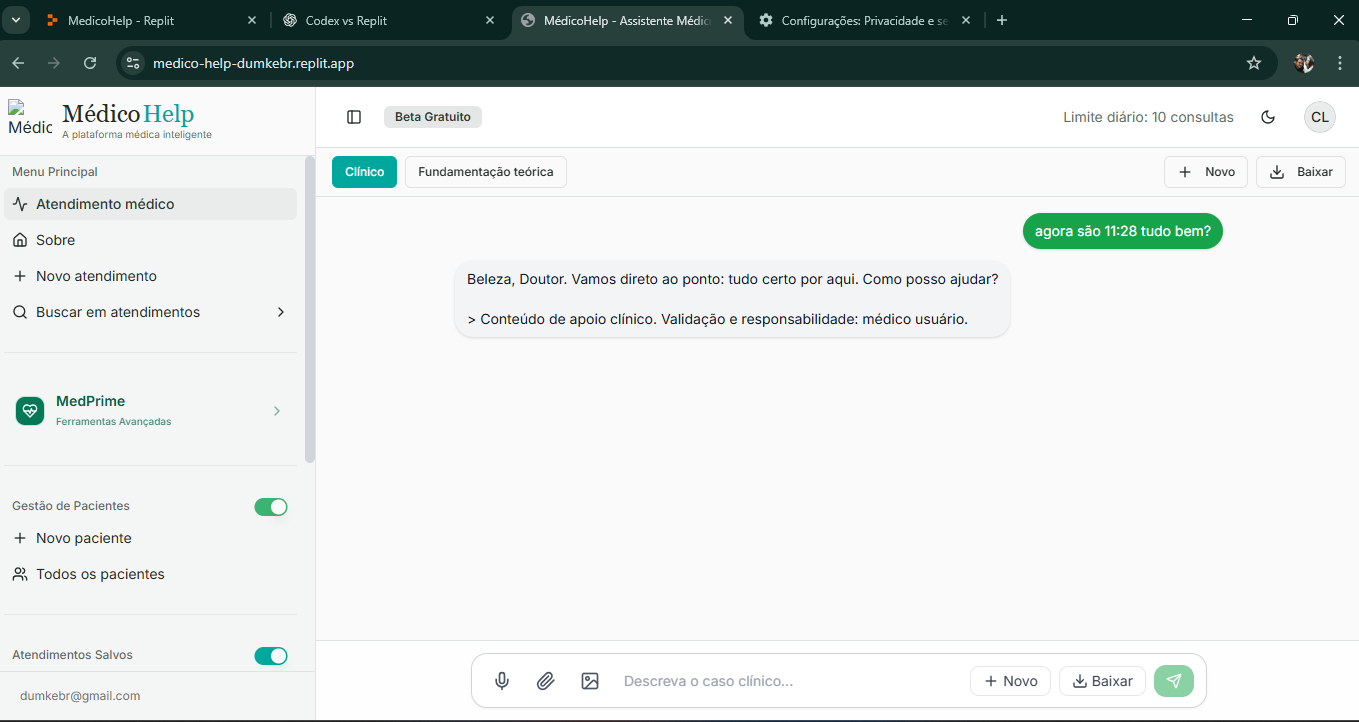 MedicoHelp - Replit
Codex vs Replit
MédicoHelp - Assistente Médic
Configurações: Privacidade e se
medico-help-dumkebr.replit.app
Médic
MédicoHelp
A plataforma médica inteligente
Beta Gratuito
Limite diário: 10 consultas
CL
Menu Principal
Atendimento médico
Sobre
Novo atendimento
Buscar em atendimentos
MedPrime
Ferramentas Avançadas
Gestão de Pacientes
Novo paciente
Todos os pacientes
Atendimentos Salvos
dumkebr@gmail.com
Clínico
Fundamentação teórica
Novo
Baixar
agora são 11:28 tudo bem?
Beleza, Doutor. Vamos direto ao ponto: tudo certo por aqui. Como posso ajudar?
> Conteúdo de apoio clínico. Validação e responsabilidade: médico usuário.
Descreva o caso clínico...
Novo
Baixar